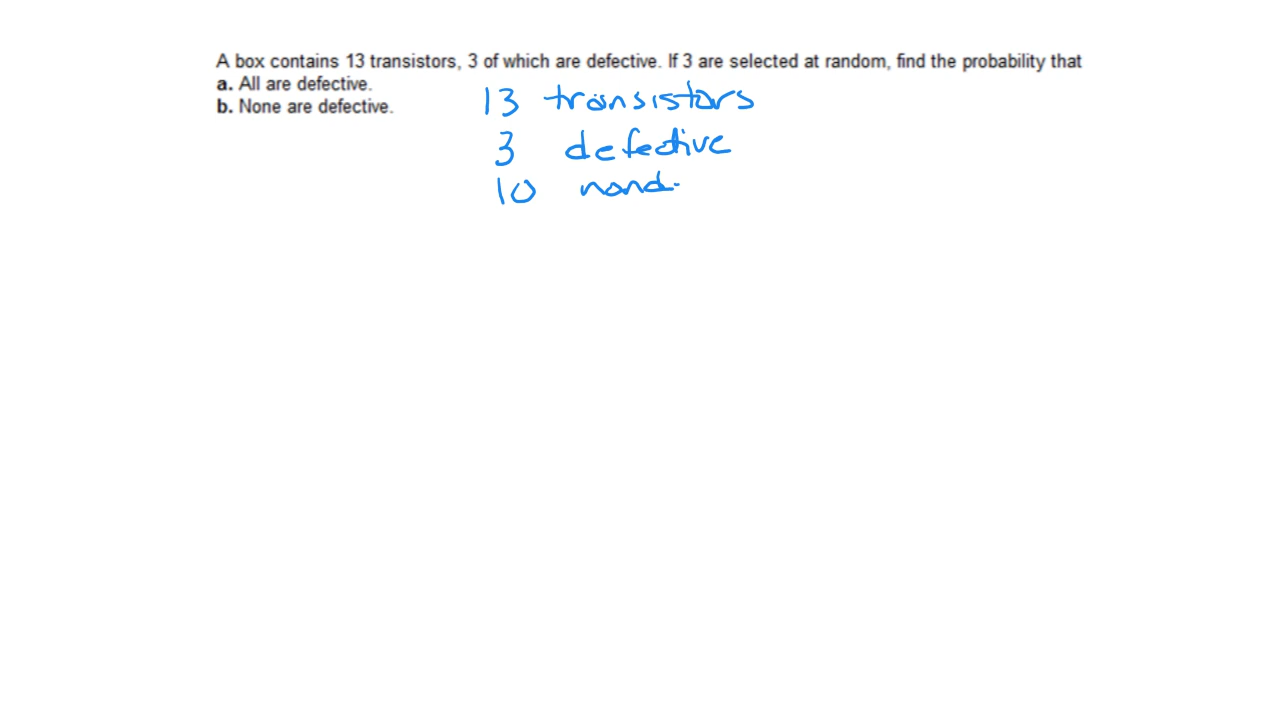 A box contains 13 transistors, 3 of which are defective. If 3 are selected at random, find the probability that
a. All are defective.
b. None are defective.
13 transistors
3 defective
10 nond.